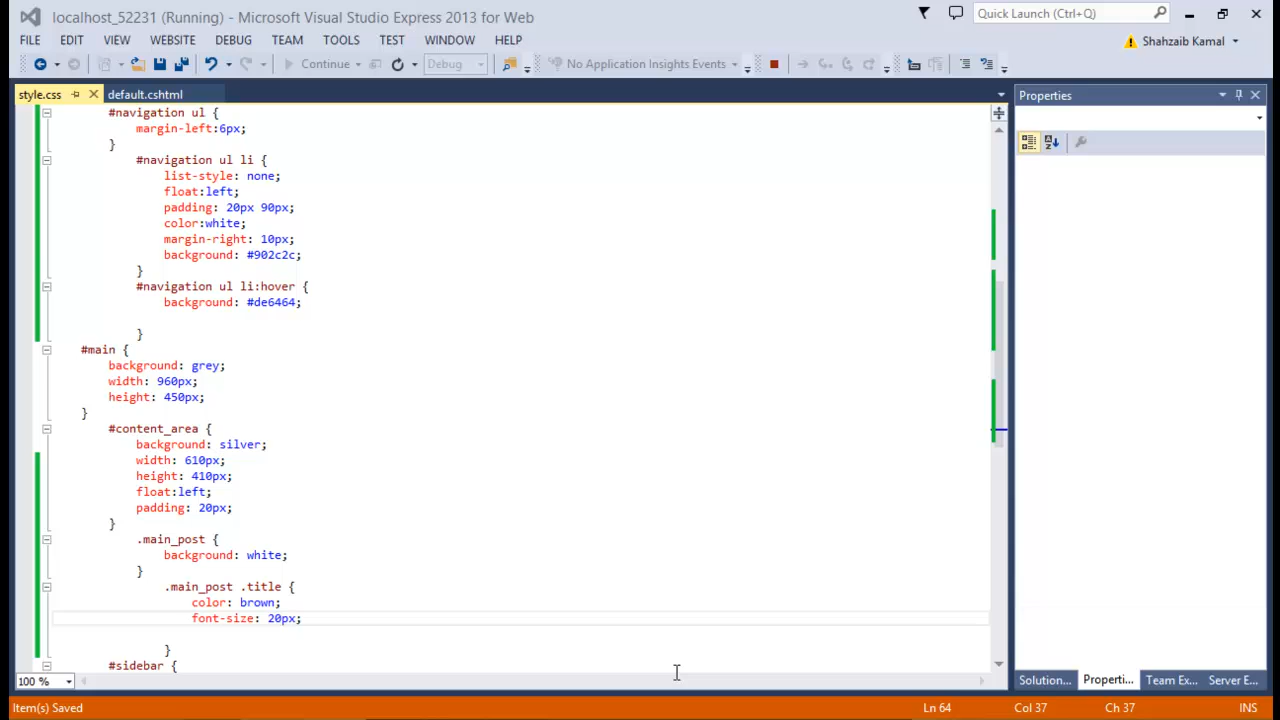 localhost_52231 (Running) - Microsoft Visual Studio Express 2013 for Web
Quick Launch (Ctrl+Q)
FILE EDIT VIEW WEBSITE DEBUG TEAM TOOLS TEST WINDOW HELP
Shahzaib Kamal
Continue Debug No Application Insights Events
style.css default.cshtml
Properties
#navigation ul {
margin-left:6px;
}
#navigation ul li {
list-style: none;
float:left;
padding: 20px 90px;
color:white;
margin-right: 10px;
background: #902c2c;
}
#navigation ul li:hover {
background: #de6464;
}
#main {
background: grey;
width: 960px;
height: 450px;
}
#content_area {
background: silver;
width: 610px;
height: 410px;
float:left;
padding: 20px;
}
.main_post {
background: white;
}
.main_post .title {
color: brown;
font-size: 20px;
}
#sidebar {
100 %
Solution... Properti... Team Ex... Server E...
Item(s) Saved Ln 64 Col 37 Ch 37 INS